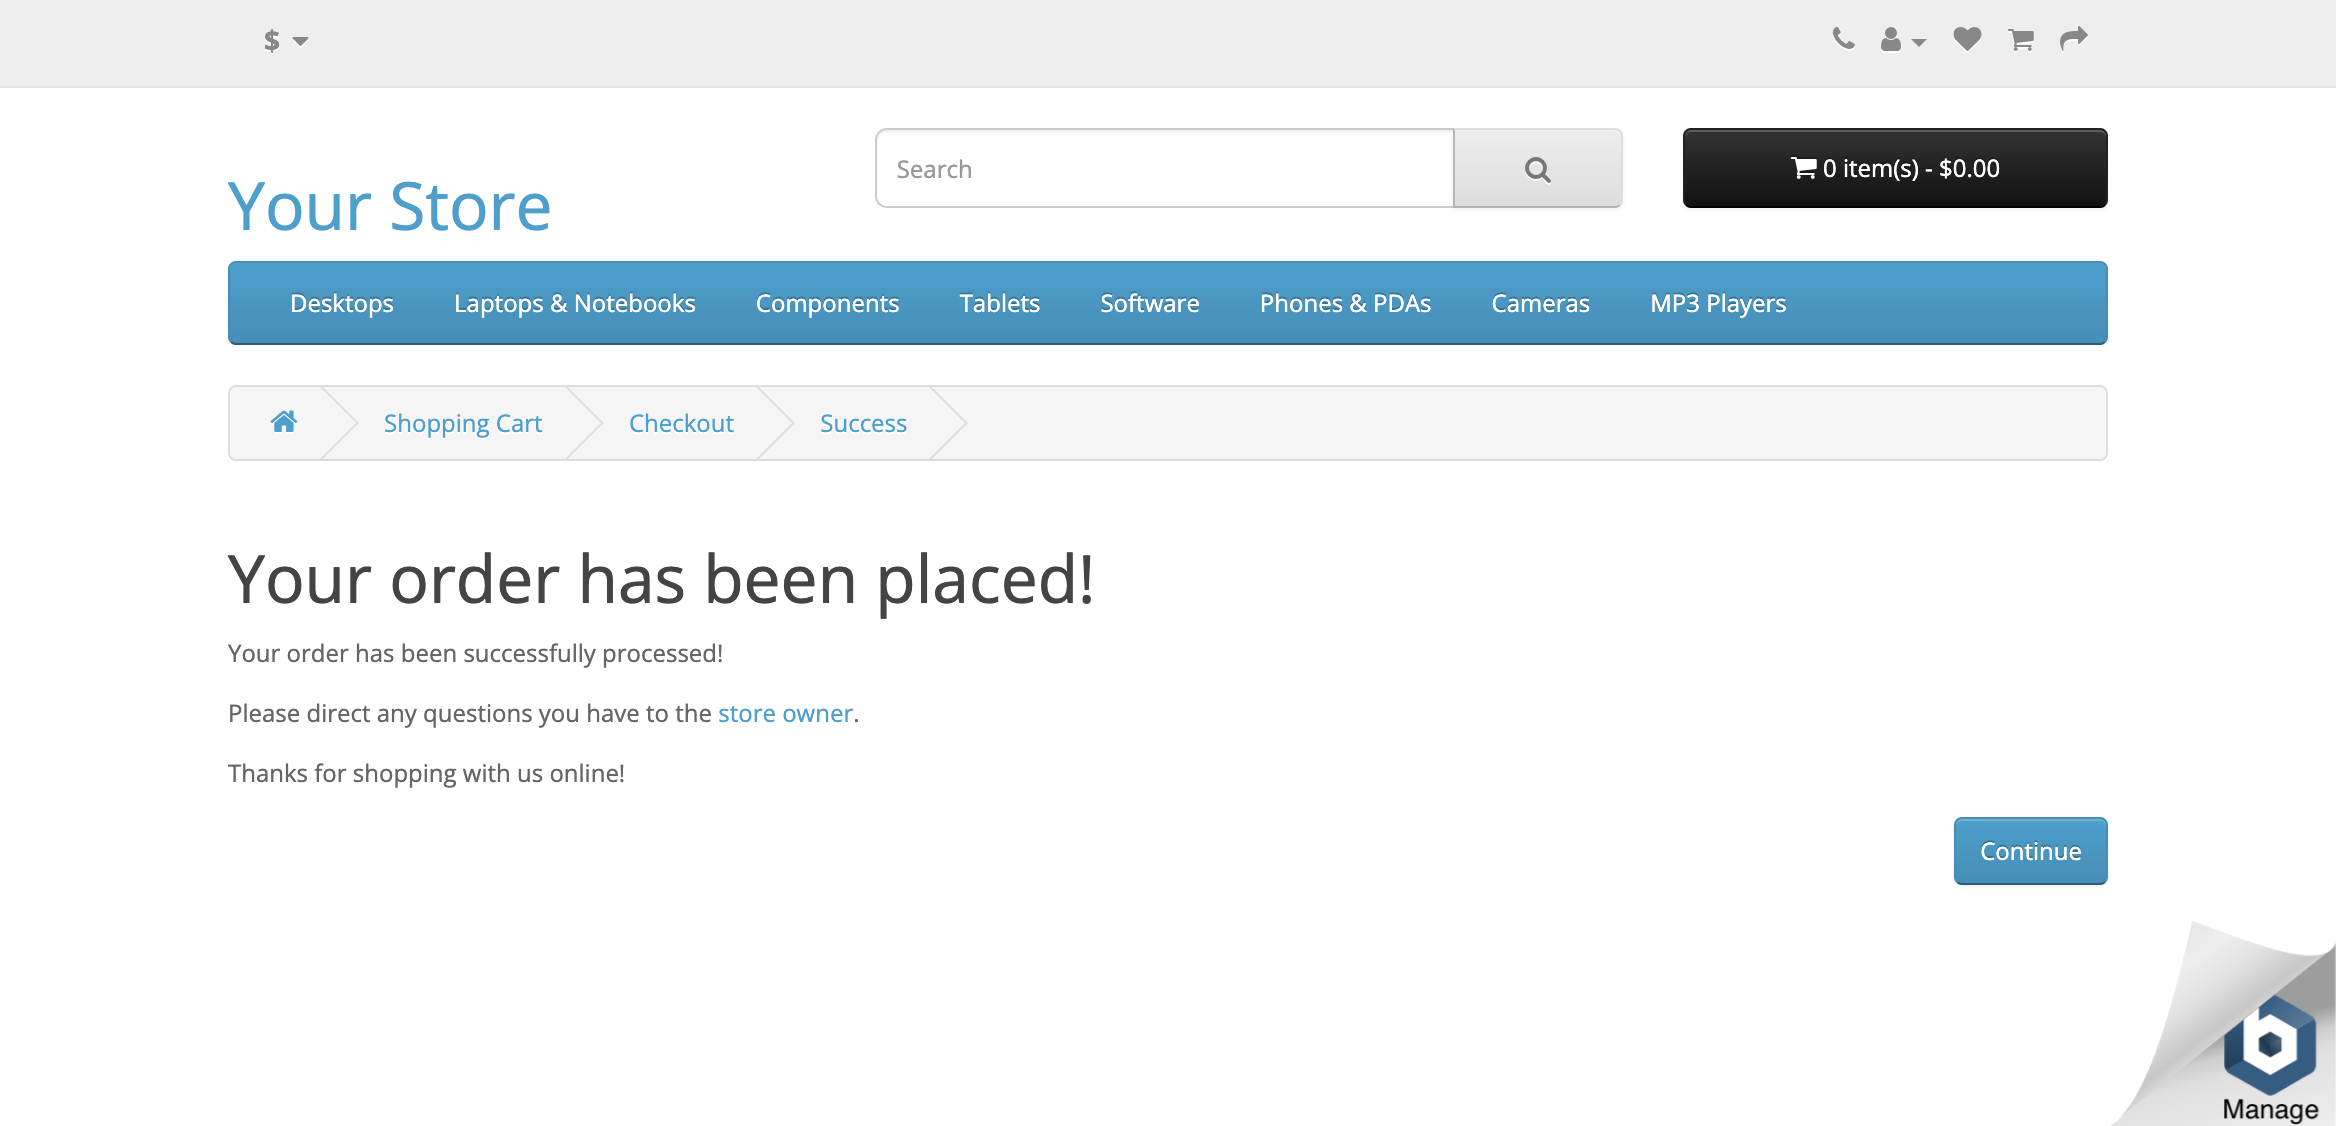 $
Search
0 item(s) - $0.00
Your Store
Desktops Laptops & Notebooks Components Tablets Software Phones & PDAs Cameras MP3 Players
Shopping Cart Checkout Success
Your order has been placed!
Your order has been successfully processed!
Please direct any questions you have to the store owner.
Thanks for shopping with us online!
Continue
b
Manage